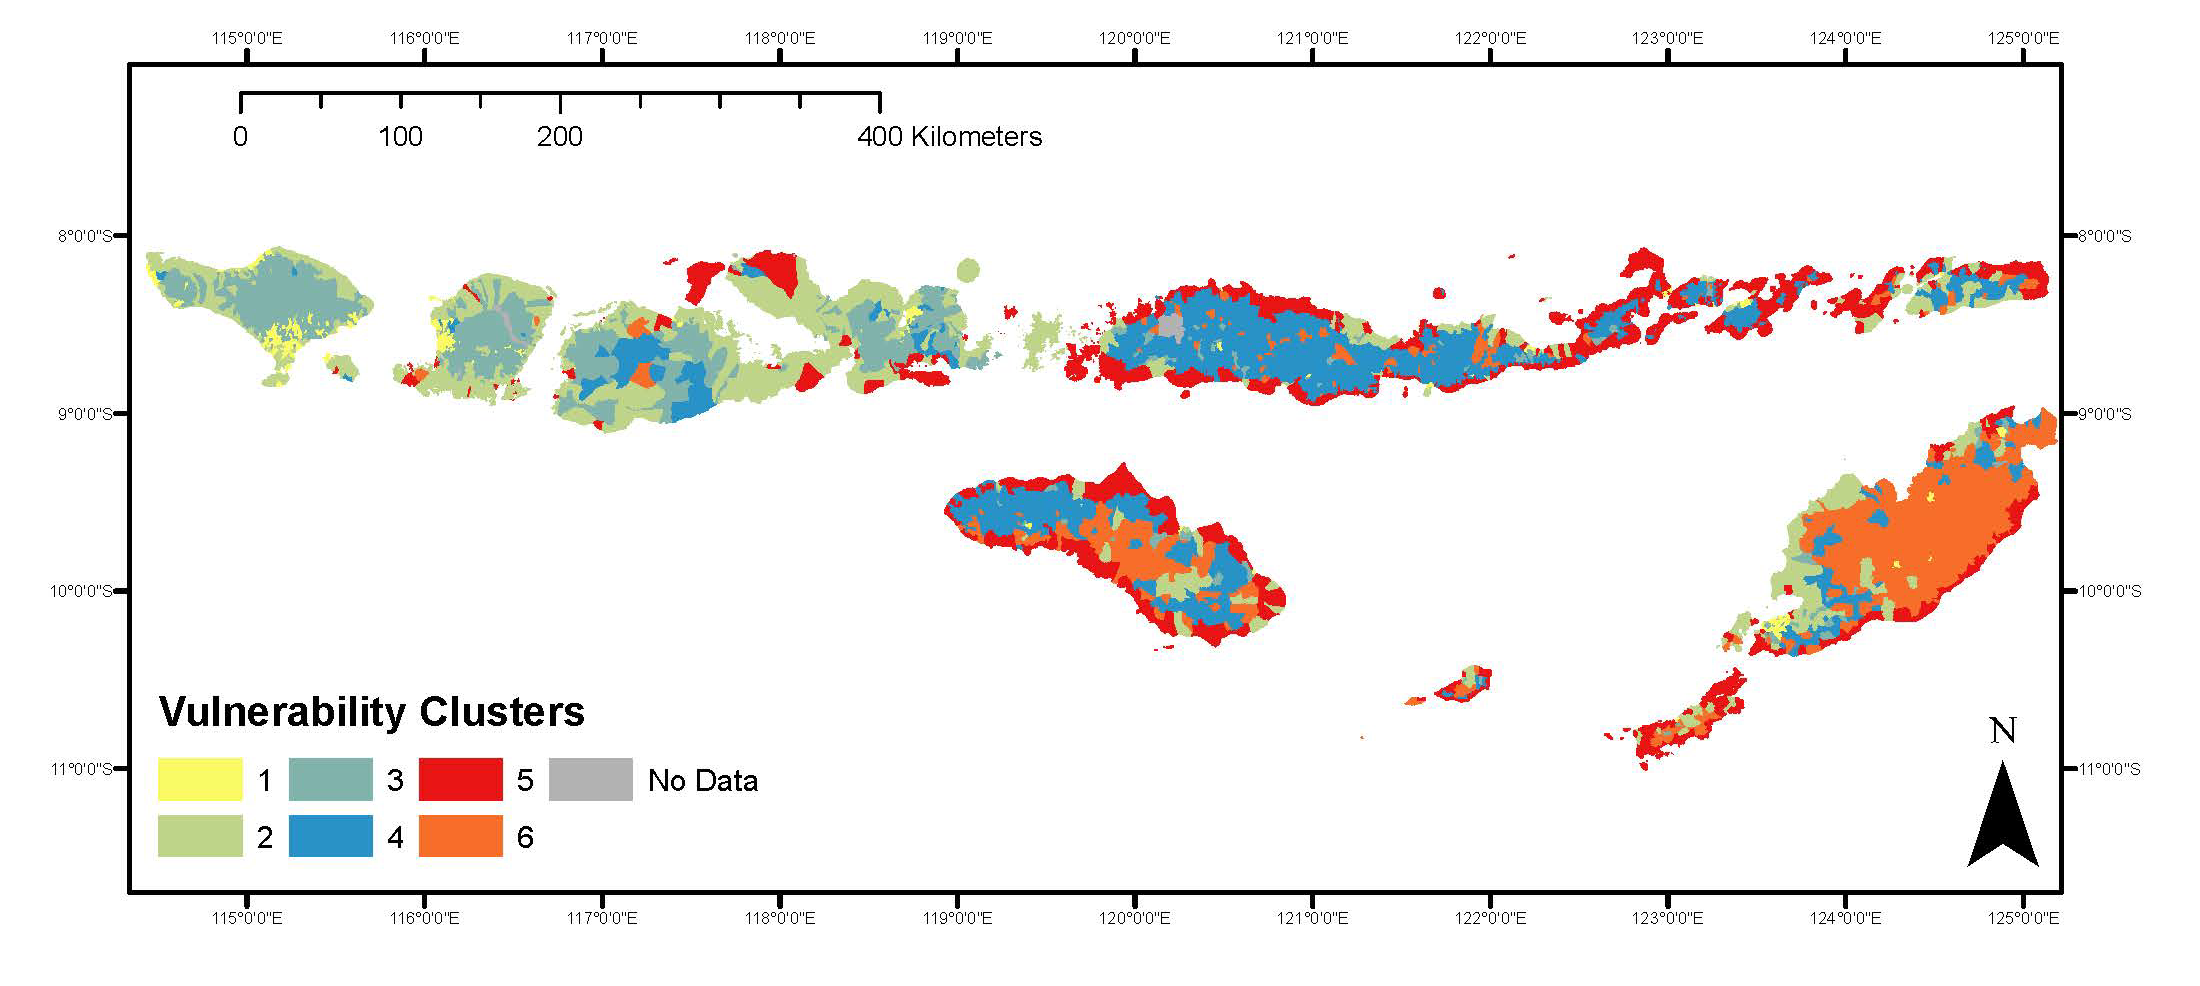 115°0'0"E 116°0'0"E 117°0'0"E 118°0'0"E 119°0'0"E 120°0'0"E 121°0'0"E 122°0'0"E 123°0'0"E 124°0'0"E 125°0'0"E
0 100 200 400 Kilometers
8°0'0"S 8°0'0"S
9°0'0"S 9°0'0"S
10°0'0"S 10°0'0"S
Vulnerability Clusters
N
11°0'0"S 11°0'0"S
1 3 5 No Data
2 4 6
115°0'0"E 116°0'0"E 117°0'0"E 118°0'0"E 119°0'0"E 120°0'0"E 121°0'0"E 122°0'0"E 123°0'0"E 124°0'0"E 125°0'0"E